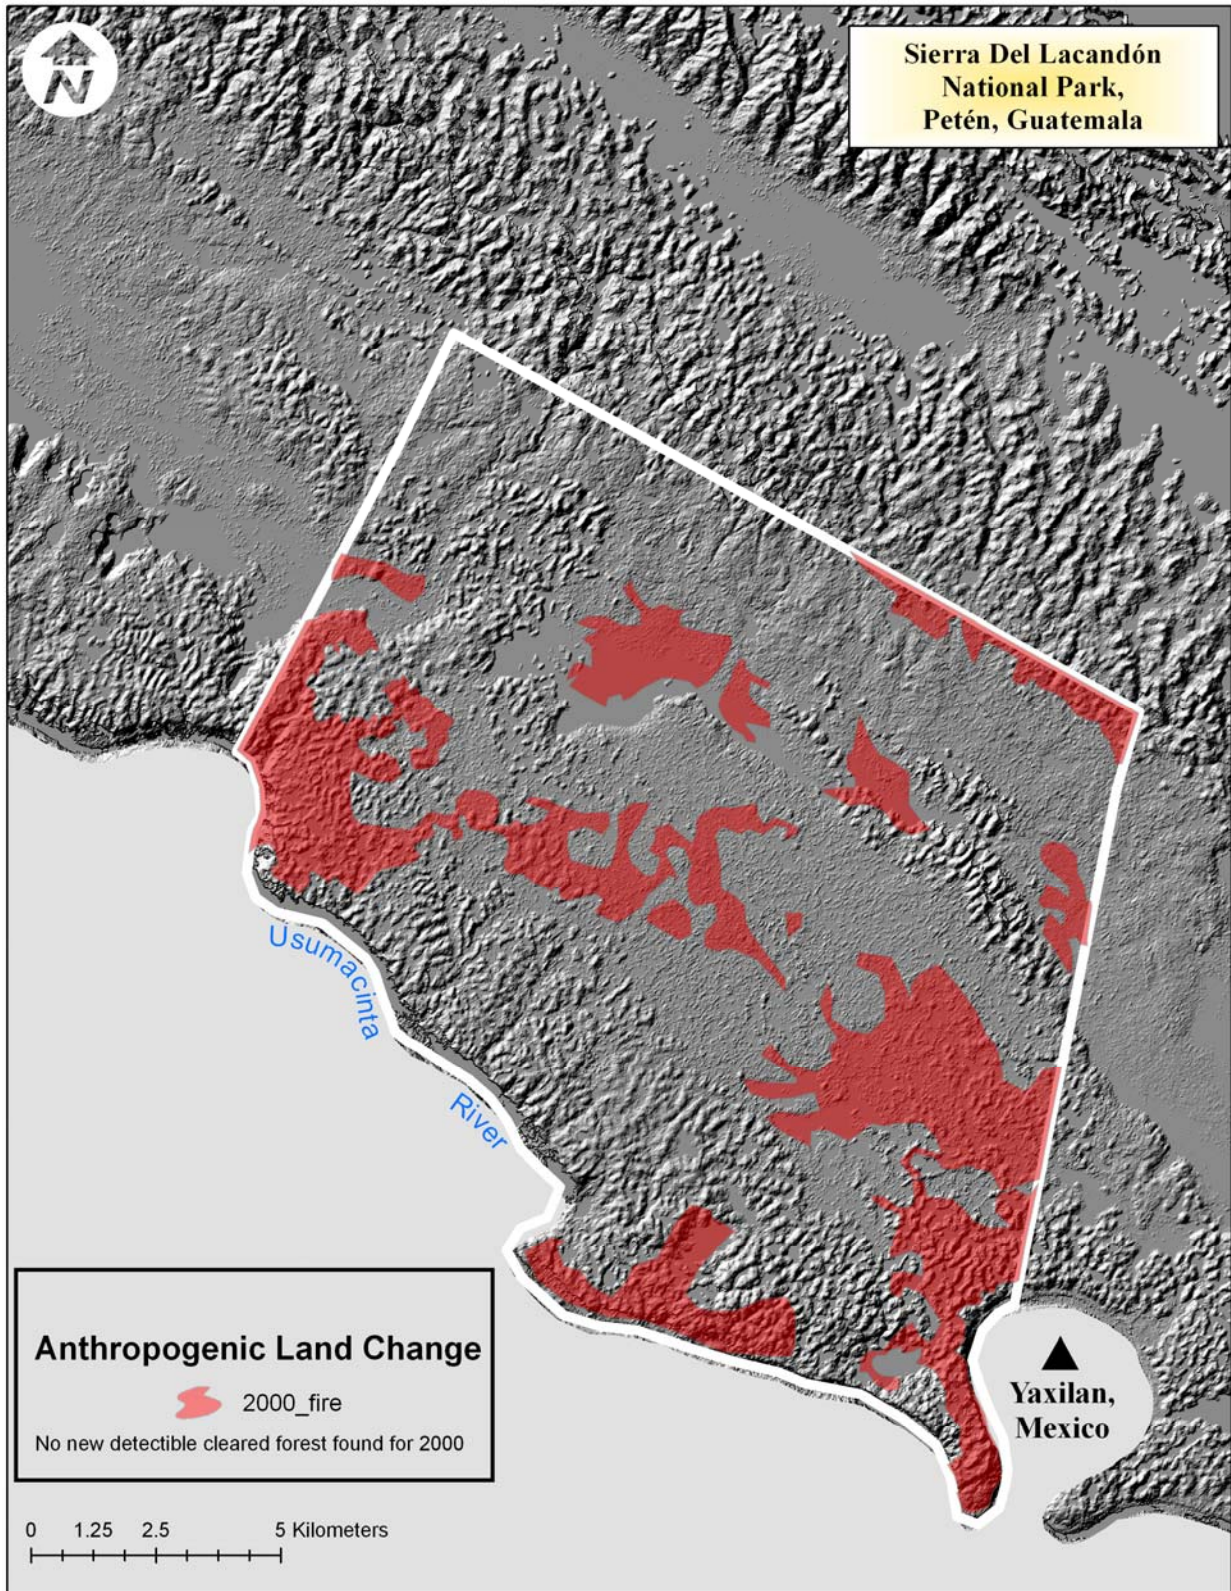 N
Sierra Del Lacandón
National Park,
Petén, Guatemala
Usumacinta
River
Anthropogenic Land Change
2000_fire
No new detectible cleared forest found for 2000
Yaxilan,
Mexico
0 1.25 2.5 5 Kilometers